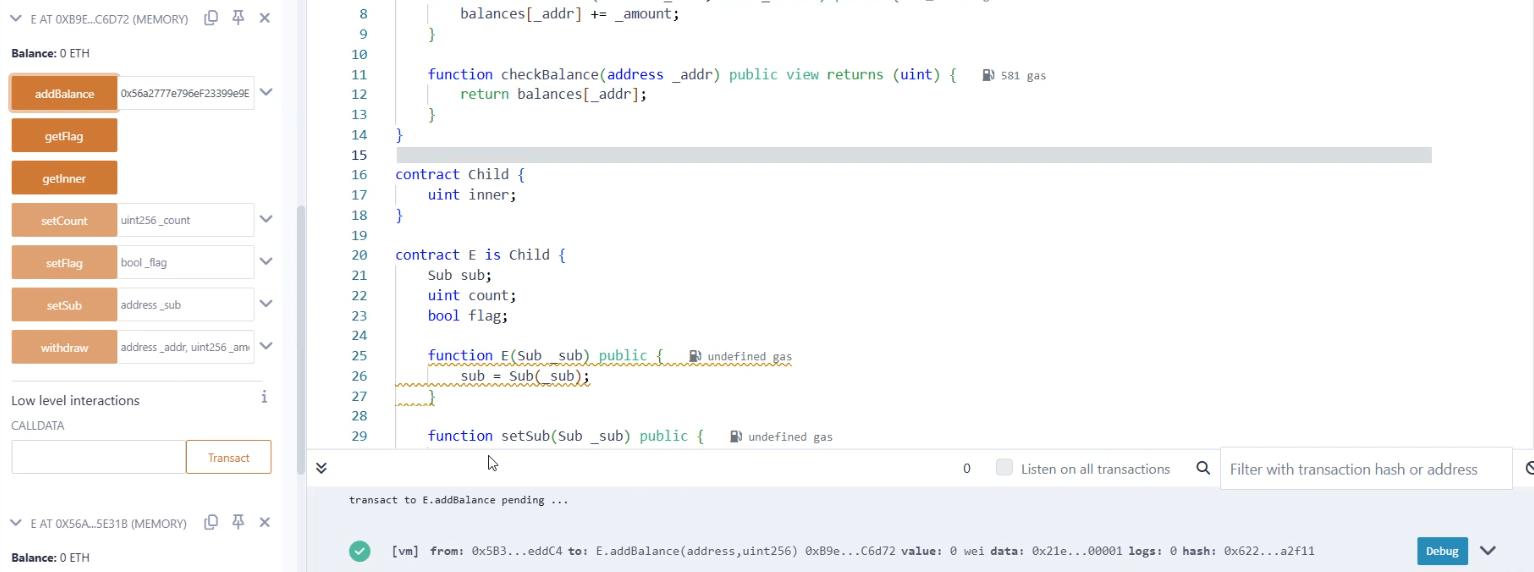 E AT 0XB9E...C6D72 (MEMORY)
Balance: 0 ETH
addBalance 0x56a2777e796eF23399e9E
getFlag
getInner
setCount uint256 _count
setFlag bool _flag
setSub address _sub
withdraw address _addr, uint256 _am
Low level interactions i
CALLDATA
Transact
E AT 0X56A...5E31B (MEMORY)
Balance: 0 ETH
8 balances[_addr] += _amount;
9 }
10
11 function checkBalance(address _addr) public view returns (uint) { 581 gas
12 return balances[_addr];
13 }
14 }
15
16 contract Child {
17 uint inner;
18 }
19
20 contract E is Child {
21 Sub sub;
22 uint count;
23 bool flag;
24
25 function E(Sub _sub) public { undefined gas
26 sub = Sub(_sub);
27 }
28
29 function setSub(Sub _sub) public { undefined gas
0 Listen on all transactions Filter with transaction hash or address
transact to E.addBalance pending ...
[vm] from: 0x5B3...eddC4 to: E.addBalance(address,uint256) 0xB9e...C6d72 value: 0 wei data: 0x21e...00001 logs: 0 hash: 0x622...a2f11
Debug